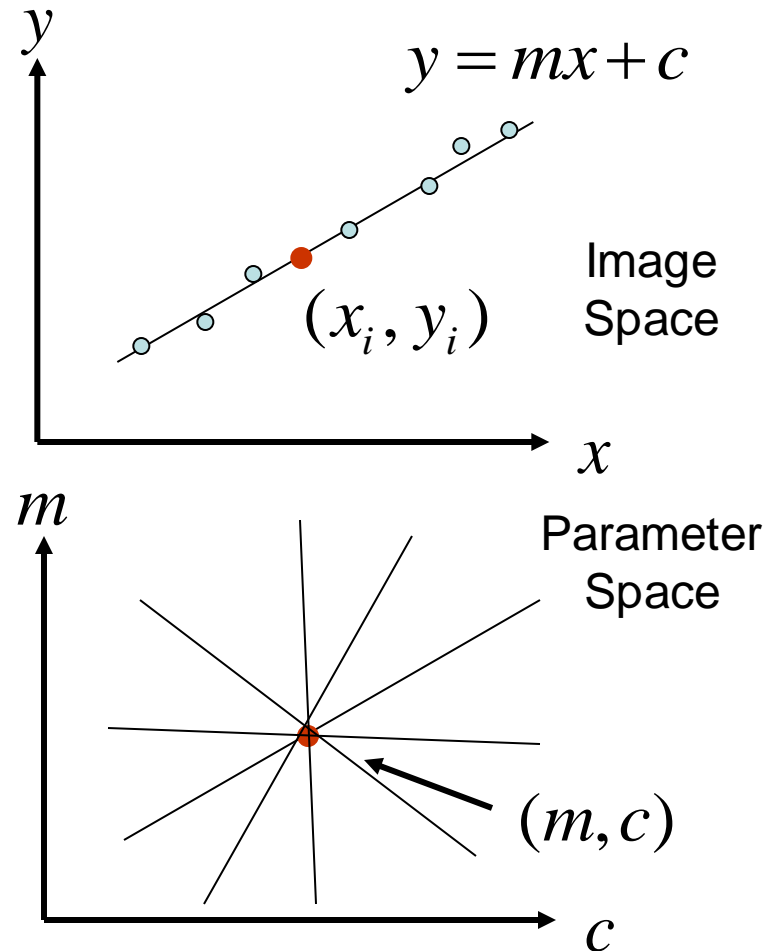 y
y = mx + c
Image
Space
(x_i, y_i)
x
m
Parameter
Space
(m, c)
c